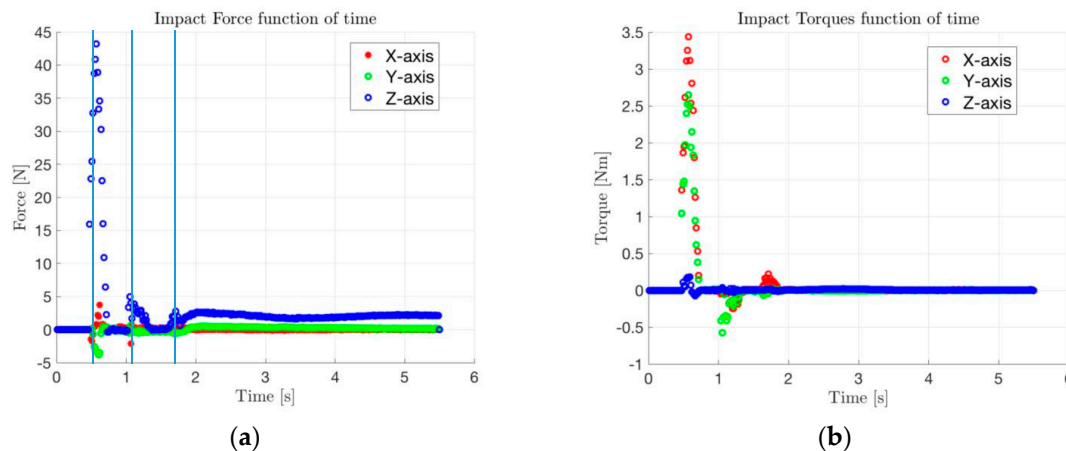 Impact Force function of time
45
40
35
30
25
20
15
10
5
0
-5
Force [N]
X-axis
Y-axis
Z-axis
0 1 2 3 4 5 6
Time [s]
(a)
Impact Torques function of time
3.5
3
2.5
2
1.5
1
0.5
0
-0.5
-1
Torque [Nm]
X-axis
Y-axis
Z-axis
0 1 2 3 4 5 6
Time [s]
(b)